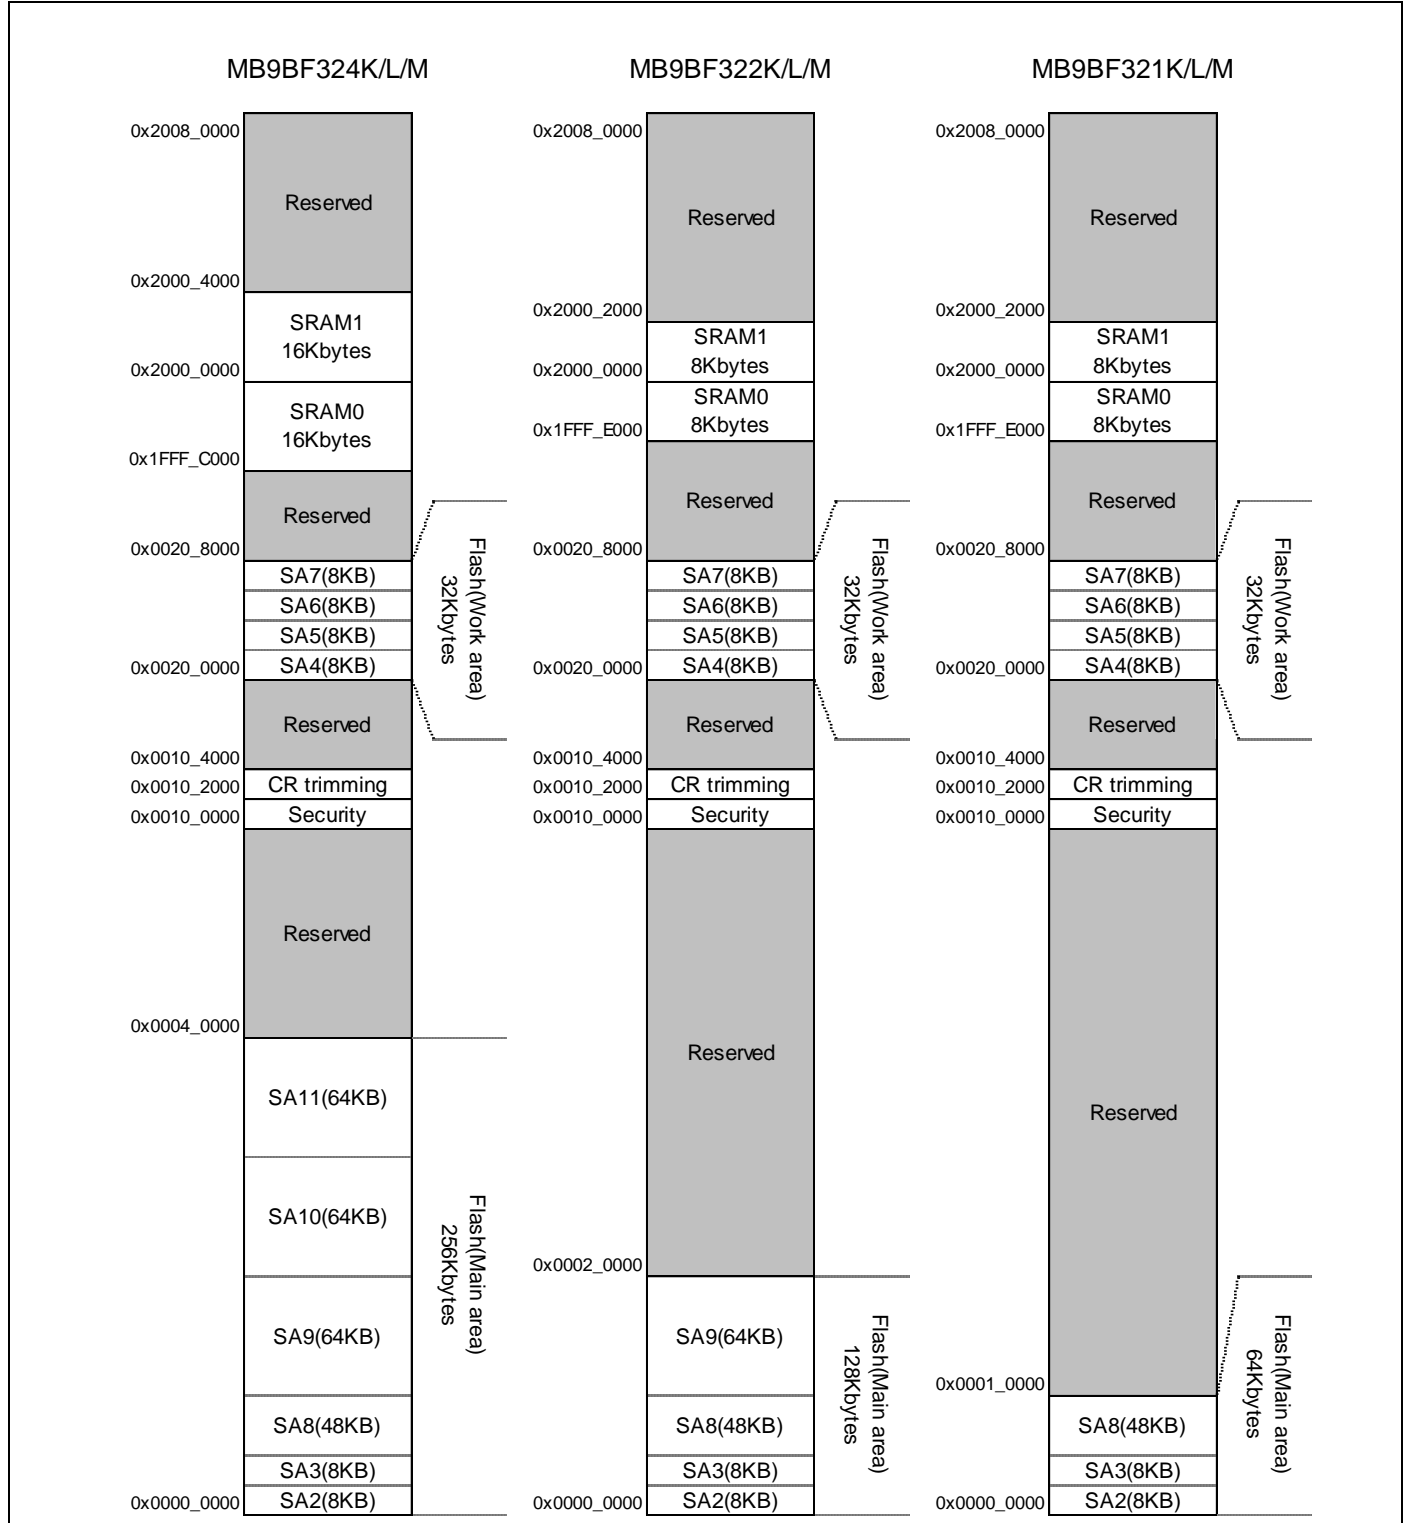 MB9BF324K/L/M
0x2008_0000
Reserved
0x2000_4000
SRAM1
16Kbytes
0x2000_0000
SRAM0
16Kbytes
0x1FFF_C000
Reserved
0x0020_8000
SA7(8KB)
SA6(8KB)
SA5(8KB)
0x0020_0000
SA4(8KB)
Flash(Work area)
32Kbytes
Reserved
0x0010_4000
0x0010_2000
CR trimming
0x0010_0000
Security
Reserved
0x0004_0000
SA11(64KB)
SA10(64KB)
SA9(64KB)
SA8(48KB)
SA3(8KB)
0x0000_0000
SA2(8KB)
Flash(Main area)
256Kbytes
MB9BF322K/L/M
0x2008_0000
Reserved
0x2000_2000
SRAM1
8Kbytes
0x2000_0000
SRAM0
8Kbytes
0x1FFF_E000
Reserved
0x0020_8000
SA7(8KB)
SA6(8KB)
SA5(8KB)
0x0020_0000
SA4(8KB)
Flash(Work area)
32Kbytes
Reserved
0x0010_4000
0x0010_2000
CR trimming
0x0010_0000
Security
Reserved
0x0002_0000
SA9(64KB)
SA8(48KB)
SA3(8KB)
0x0000_0000
SA2(8KB)
Flash(Main area)
128Kbytes
MB9BF321K/L/M
0x2008_0000
Reserved
0x2000_2000
SRAM1
8Kbytes
0x2000_0000
SRAM0
8Kbytes
0x1FFF_E000
Reserved
0x0020_8000
SA7(8KB)
SA6(8KB)
SA5(8KB)
0x0020_0000
SA4(8KB)
Flash(Work area)
32Kbytes
Reserved
0x0010_4000
0x0010_2000
CR trimming
0x0010_0000
Security
Reserved
0x0001_0000
SA8(48KB)
SA3(8KB)
0x0000_0000
SA2(8KB)
Flash(Main area)
64Kbytes